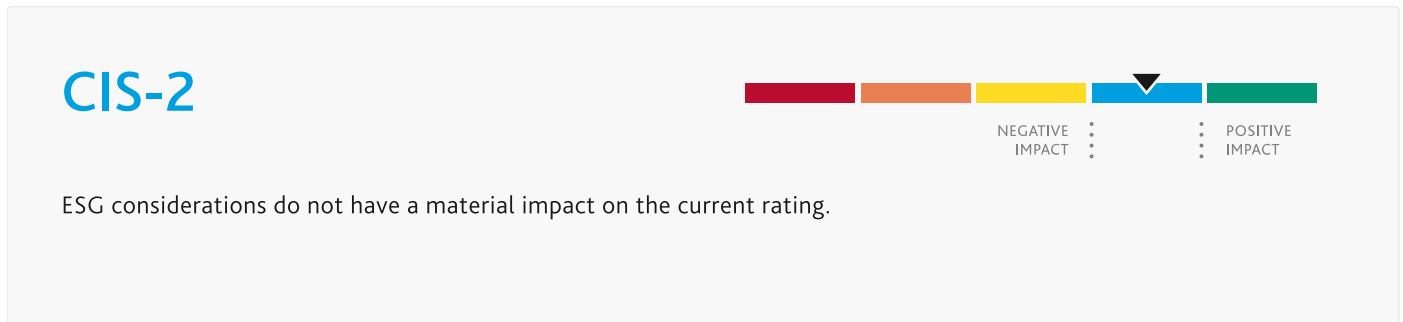 CIS-2
NEGATIVE
IMPACT
POSITIVE
IMPACT
ESG considerations do not have a material impact on the current rating.